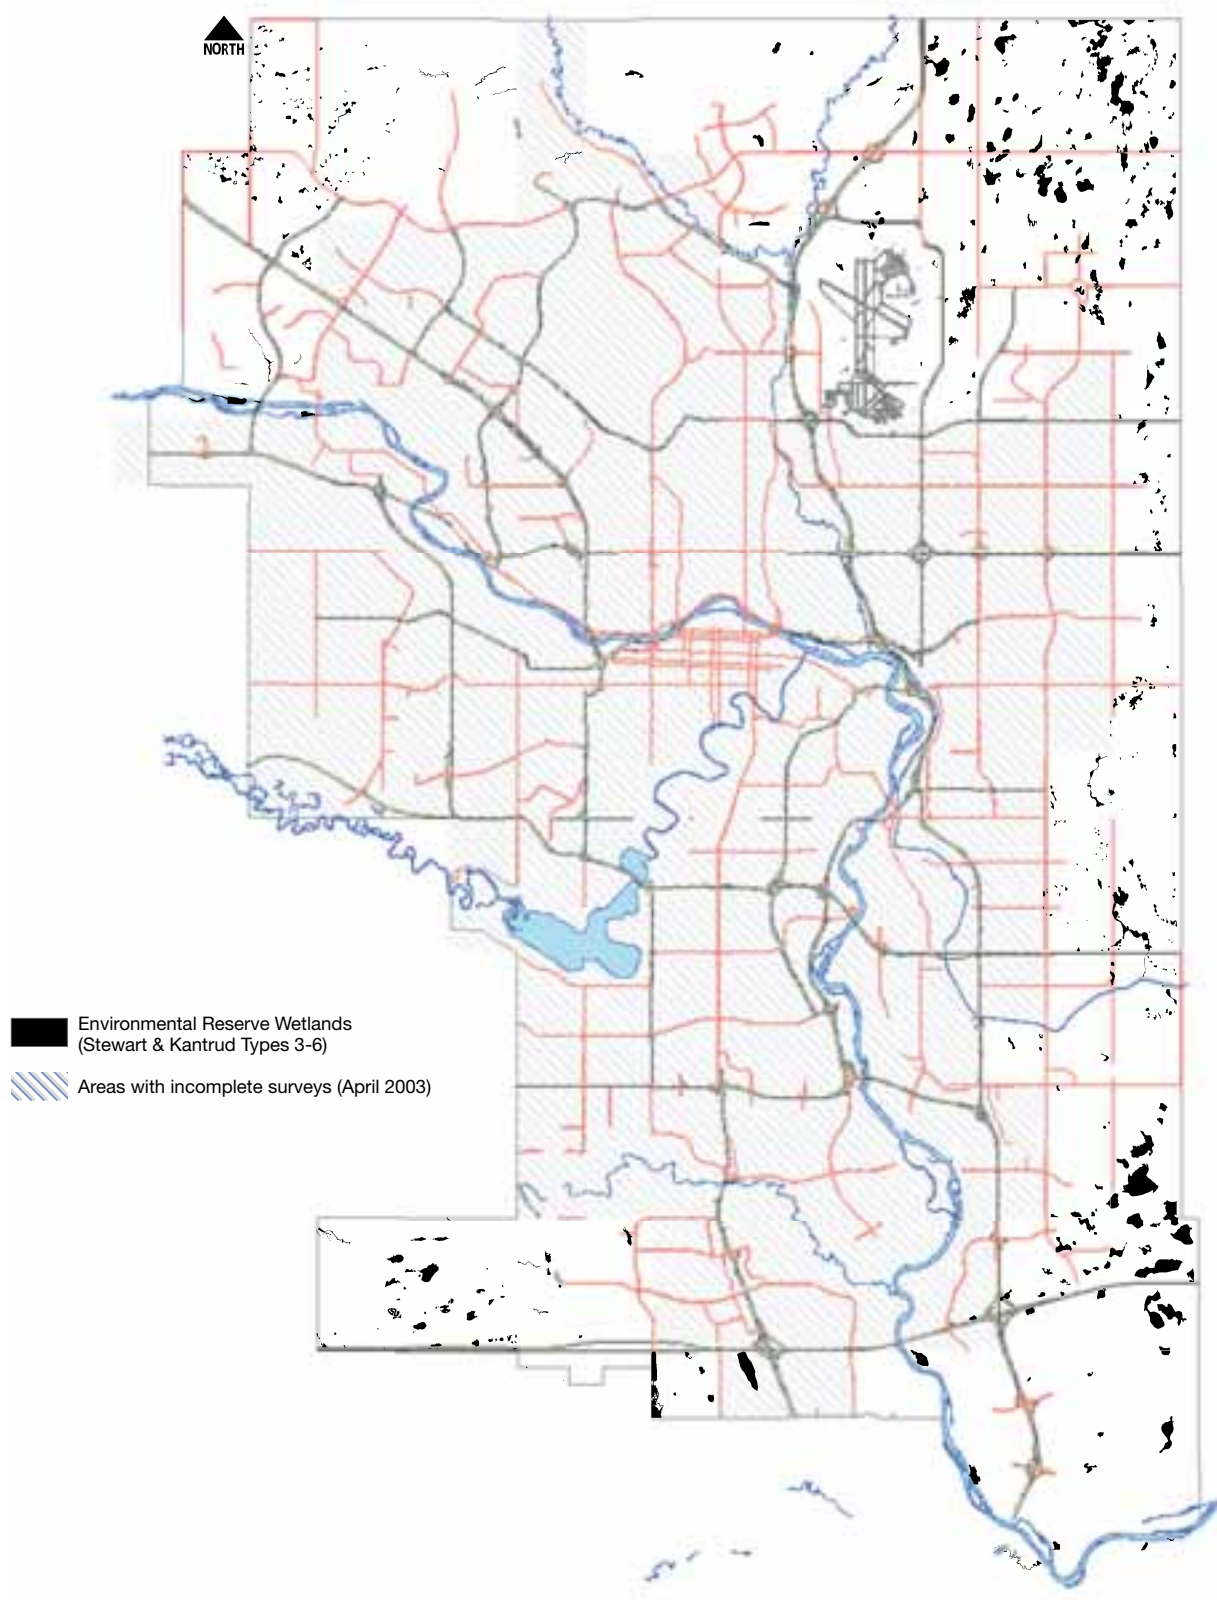 NORTH
Environmental Reserve Wetlands
(Stewart & Kantrud Types 3-6)
Areas with incomplete surveys (April 2003)